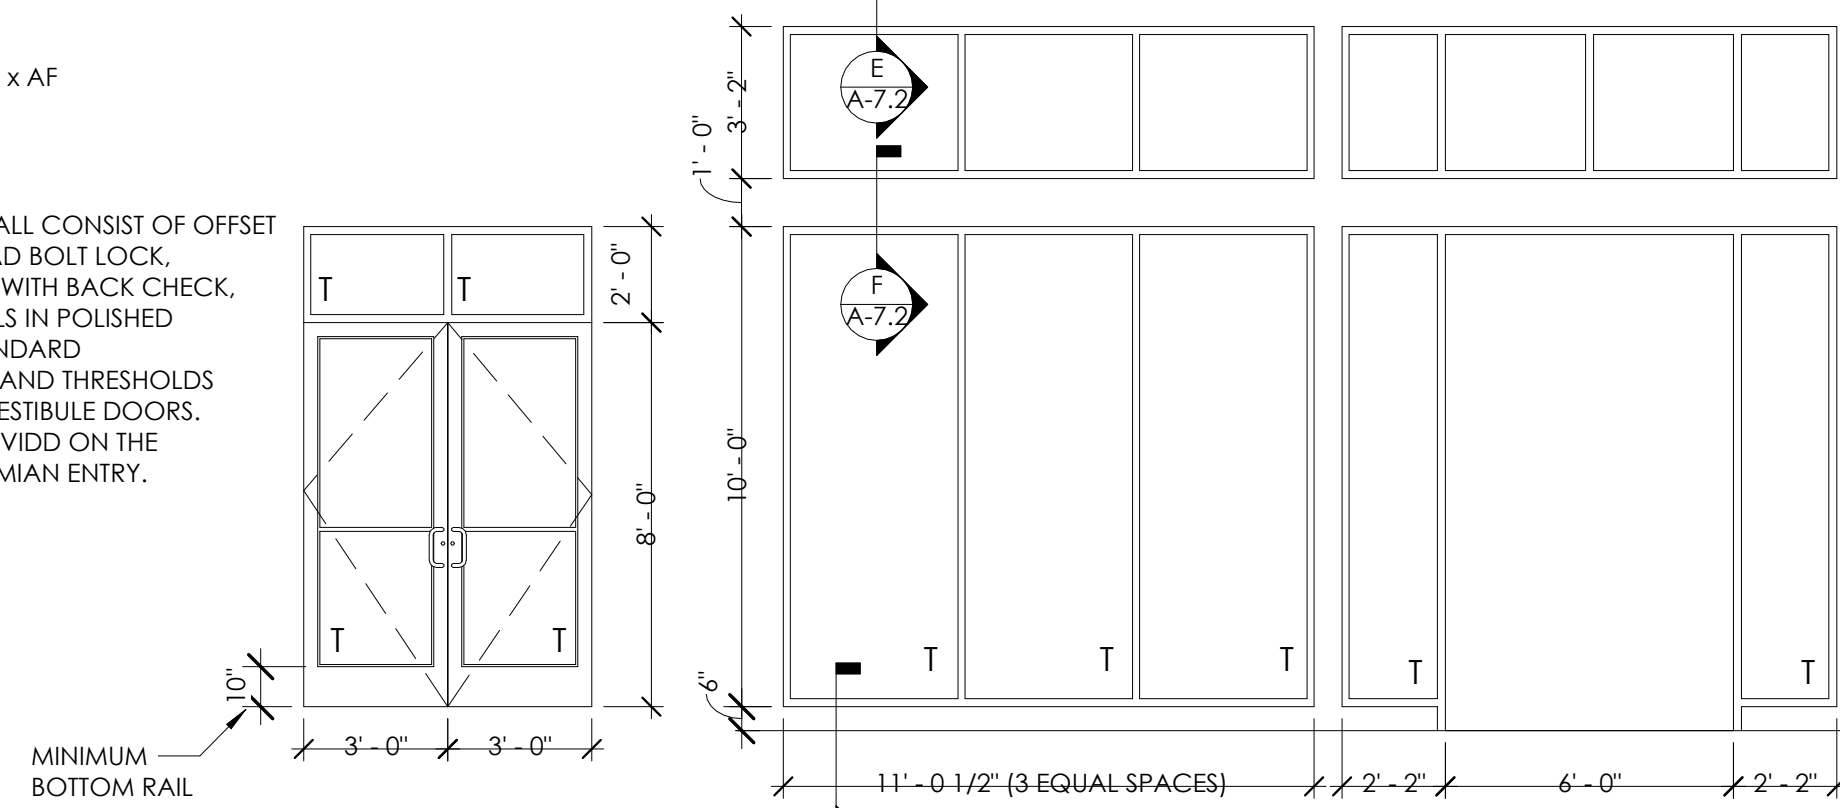 x AF
ALL CONSIST OF OFFSET
AD BOLT LOCK,
WITH BACK CHECK,
LS IN POLISHED
NDARD
AND THRESHOLDS
ESTIBULE DOORS.
VIDD ON THE
MIAN ENTRY.
T T
2' - 0"
8' - 0"
T T
10"
3' - 0" 3' - 0"
MINIMUM
BOTTOM RAIL
E
A-7.2
3' - 2"
1' - 0"
F
A-7.2
10' - 0"
6"
T T T T T
11' - 0 1/2" (3 EQUAL SPACES) 2' - 2" 6' - 0" 2' - 2"